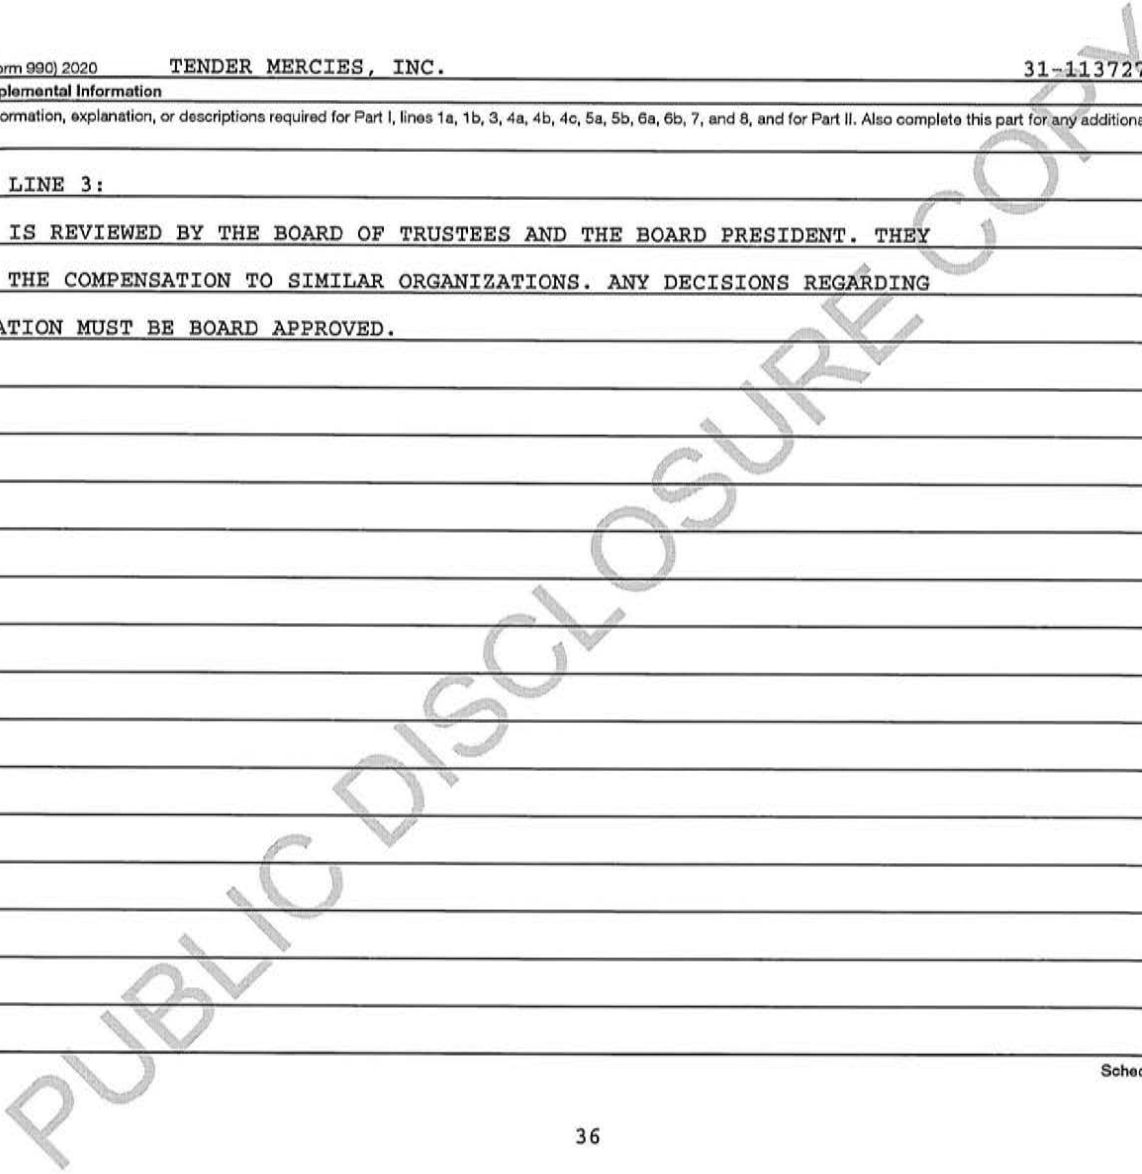 orm 990) 2020 TENDER MERCIES, INC. 31-113727
plemental Information
ormation, explanation, or descriptions required for Part I, lines 1a, 1b, 3, 4a, 4b, 4c, 5a, 5b, 6a, 6b, 7, and 8, and for Part II. Also complete this part for any additiona
LINE 3:
IS REVIEWED BY THE BOARD OF TRUSTEES AND THE BOARD PRESIDENT. THEY
THE COMPENSATION TO SIMILAR ORGANIZATIONS. ANY DECISIONS REGARDING
ATION MUST BE BOARD APPROVED.
PUBLIC DISCLOSURE COPY
Sched
36